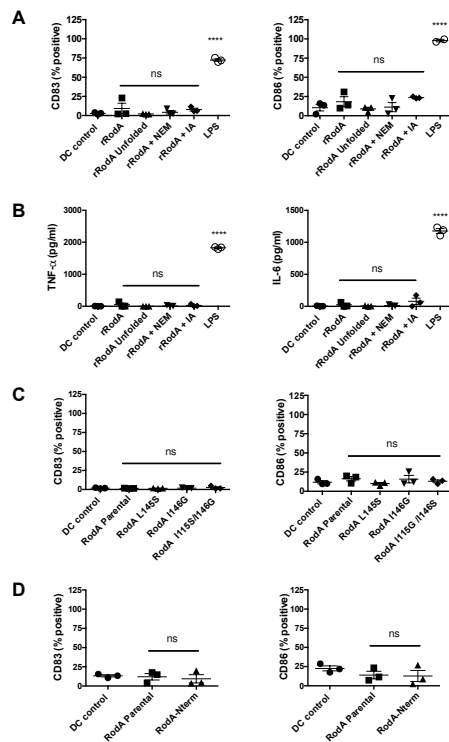 A
CD83 (% positive)
125
100
75
50
25
0
ns
****
DC control
rRodA
rRodA Unfolded
rRodA + NEM
rRodA + IA
LPS
CD86 (% positive)
125
100
75
50
25
0
ns
****
DC control
rRodA
rRodA Unfolded
rRodA + NEM
rRodA + IA
LPS
B
TNF-α (pg/ml)
3000
2000
1000
0
ns
****
DC control
rRodA
rRodA Unfolded
rRodA + NEM
rRodA + IA
LPS
IL-6 (pg/ml)
1500
1000
500
0
ns
****
DC control
rRodA
rRodA Unfolded
rRodA + NEM
rRodA + IA
LPS
C
CD83 (% positive)
125
100
75
50
25
0
ns
DC control
RodA Parental
RodA L145S
RodA I146G
RodA I115S/I146G
CD86 (% positive)
125
100
75
50
25
0
ns
DC control
RodA Parental
RodA L145S
RodA I146G
RodA I115G /I146S
D
CD83 (% positive)
125
100
75
50
25
0
ns
DC control
RodA Parental
RodA-Nterm
CD86 (% positive)
125
100
75
50
25
0
ns
DC control
RodA Parental
RodA-Nterm